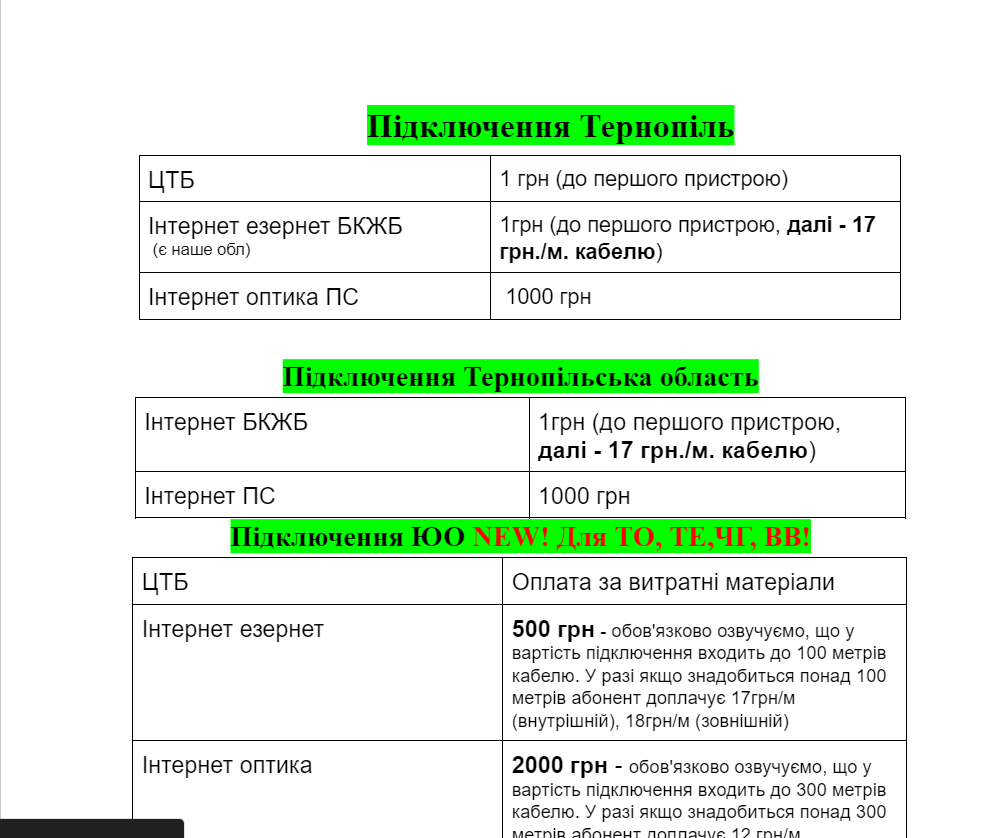 Підключення Тернопіль
ЦТБ
1 грн (до першого пристрою)
Інтернет езернет БКЖБ
(є наше обл)
1грн (до першого пристрою, далі - 17
грн./м. кабелю)
Інтернет оптика ПС
1000 грн
Підключення Тернопільська область
Інтернет БКЖБ
1грн (до першого пристрою,
далі - 17 грн./м. кабелю)
Інтернет ПС
1000 грн
Підключення ЮО NEW! Для ТО, ТЕ,ЧГ, ВВ!
ЦТБ
Оплата за витратні матеріали
Інтернет езернет
500 грн - обов'язково озвучуємо, що у
вартість підключення входить до 100 метрів
кабелю. У разі якщо знадобиться понад 100
метрів абонент доплачує 17грн/м
(внутрішній), 18грн/м (зовнішній)
Інтернет оптика
2000 грн - обов'язково озвучуємо, що у
вартість підключення входить до 300 метрів
кабелю. У разі якщо знадобиться понад 300
метрів абонент доплачує 12 грн/м